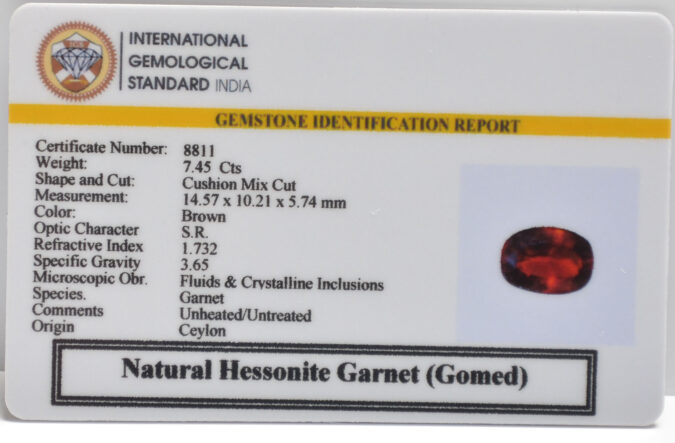 INTERNATIONAL
GEMOLOGICAL
STANDARD INDIA
GEMSTONE IDENTIFICATION REPORT
Certificate Number: 8811
Weight: 7.45 Cts
Shape and Cut: Cushion Mix Cut
Measurement: 14.57 x 10.21 x 5.74 mm
Color: Brown
Optic Character S.R.
Refractive Index 1.732
Specific Gravity 3.65
Microscopic Obr. Fluids & Crystalline Inclusions
Species. Garnet
Comments Unheated/Untreated
Origin Ceylon
Natural Hessonite Garnet (Gomed)